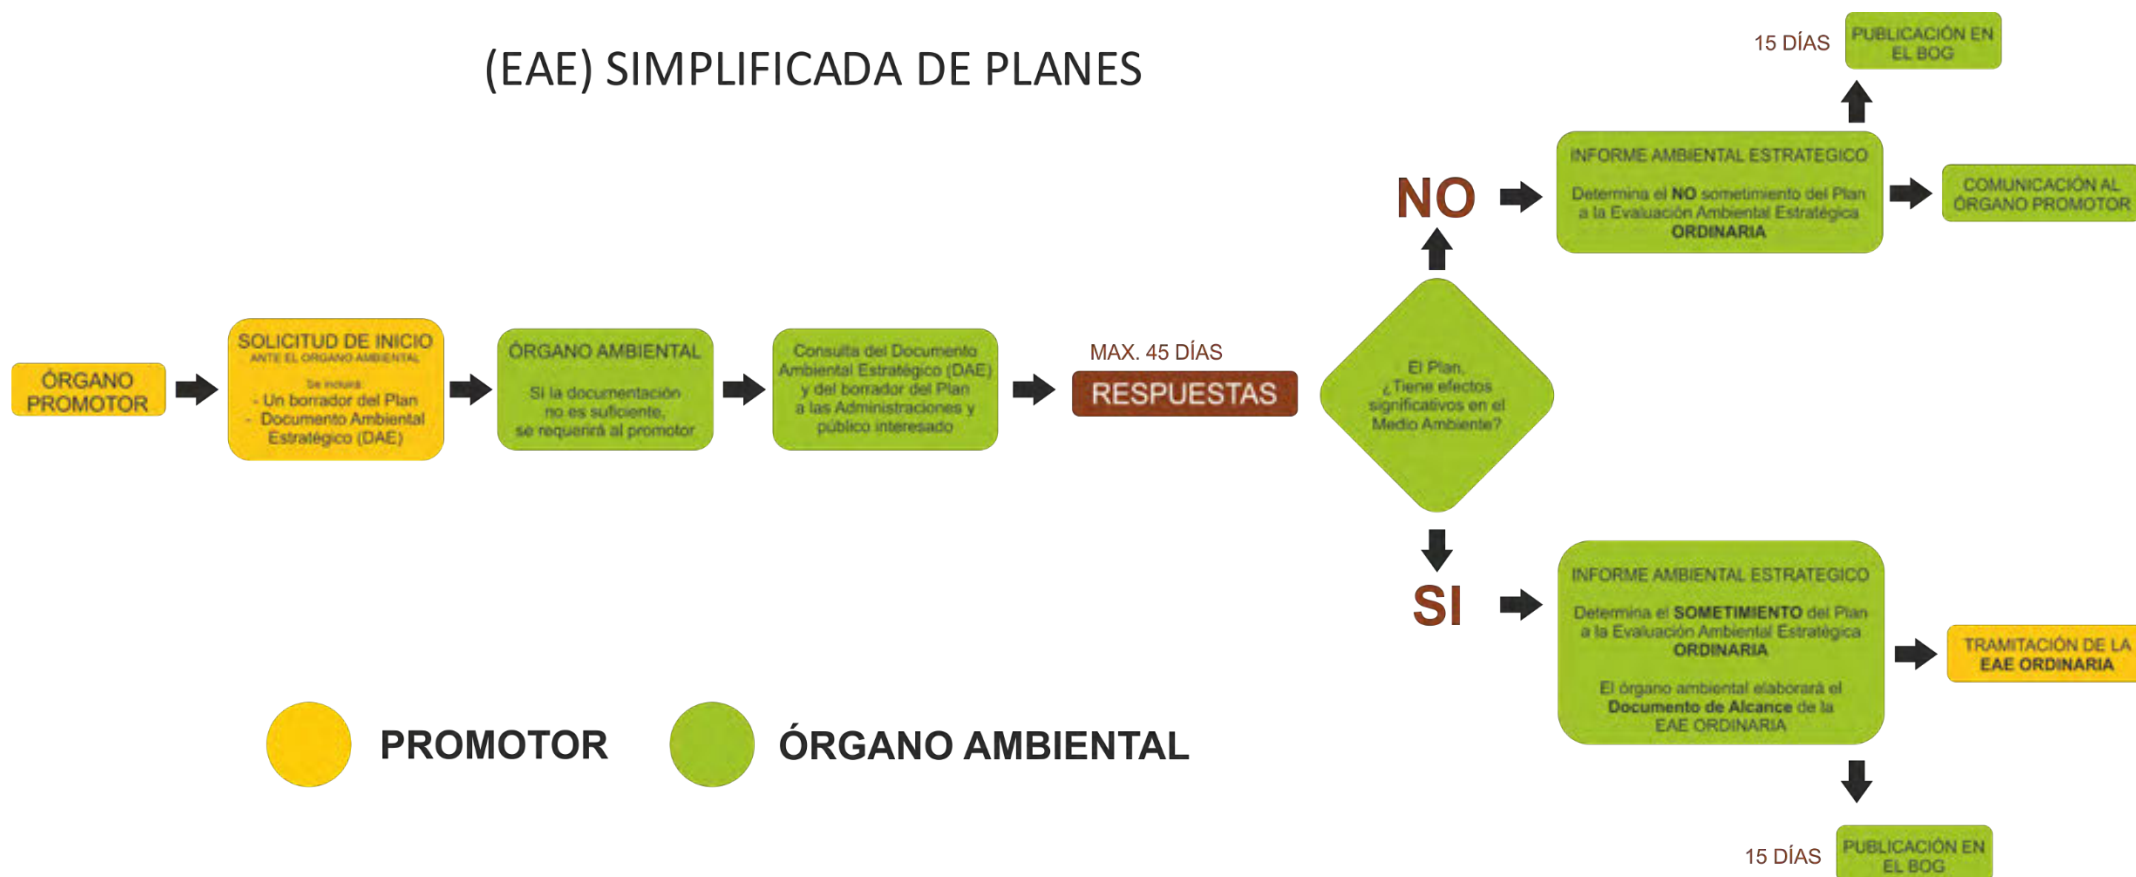 (EAE) SIMPLIFICADA DE PLANES
ÓRGANO
PROMOTOR
SOLICITUD DE INICIO
ANTE EL ORGANO AMBIENTAL
Se incluirá:
- Un borrador del Plan
- Documento Ambiental
Estratégico (DAE)
ÓRGANO AMBIENTAL
Si la documentación
no es suficiente,
se requerirá al promotor
Consulta del Documento
Ambiental Estratégico (DAE)
y del borrador del Plan
a las Administraciones y
público interesado
MAX. 45 DÍAS
RESPUESTAS
El Plan,
¿Tiene efectos
significativos en el
Medio Ambiente?
NO
INFORME AMBIENTAL ESTRATEGICO
Determina el NO sometimiento del Plan
a la Evaluación Ambiental Estratégica
ORDINARIA
15 DÍAS
PUBLICACIÓN EN
EL BOG
COMUNICACIÓN AL
ÓRGANO PROMOTOR
SI
INFORME AMBIENTAL ESTRATEGICO
Determina el SOMETIMIENTO del Plan
a la Evaluación Ambiental Estratégica
ORDINARIA
El órgano ambiental elaborará el
Documento de Alcance de la
EAE ORDINARIA
TRAMITACIÓN DE LA
EAE ORDINARIA
15 DÍAS
PUBLICACIÓN EN
EL BOG
PROMOTOR
ÓRGANO AMBIENTAL